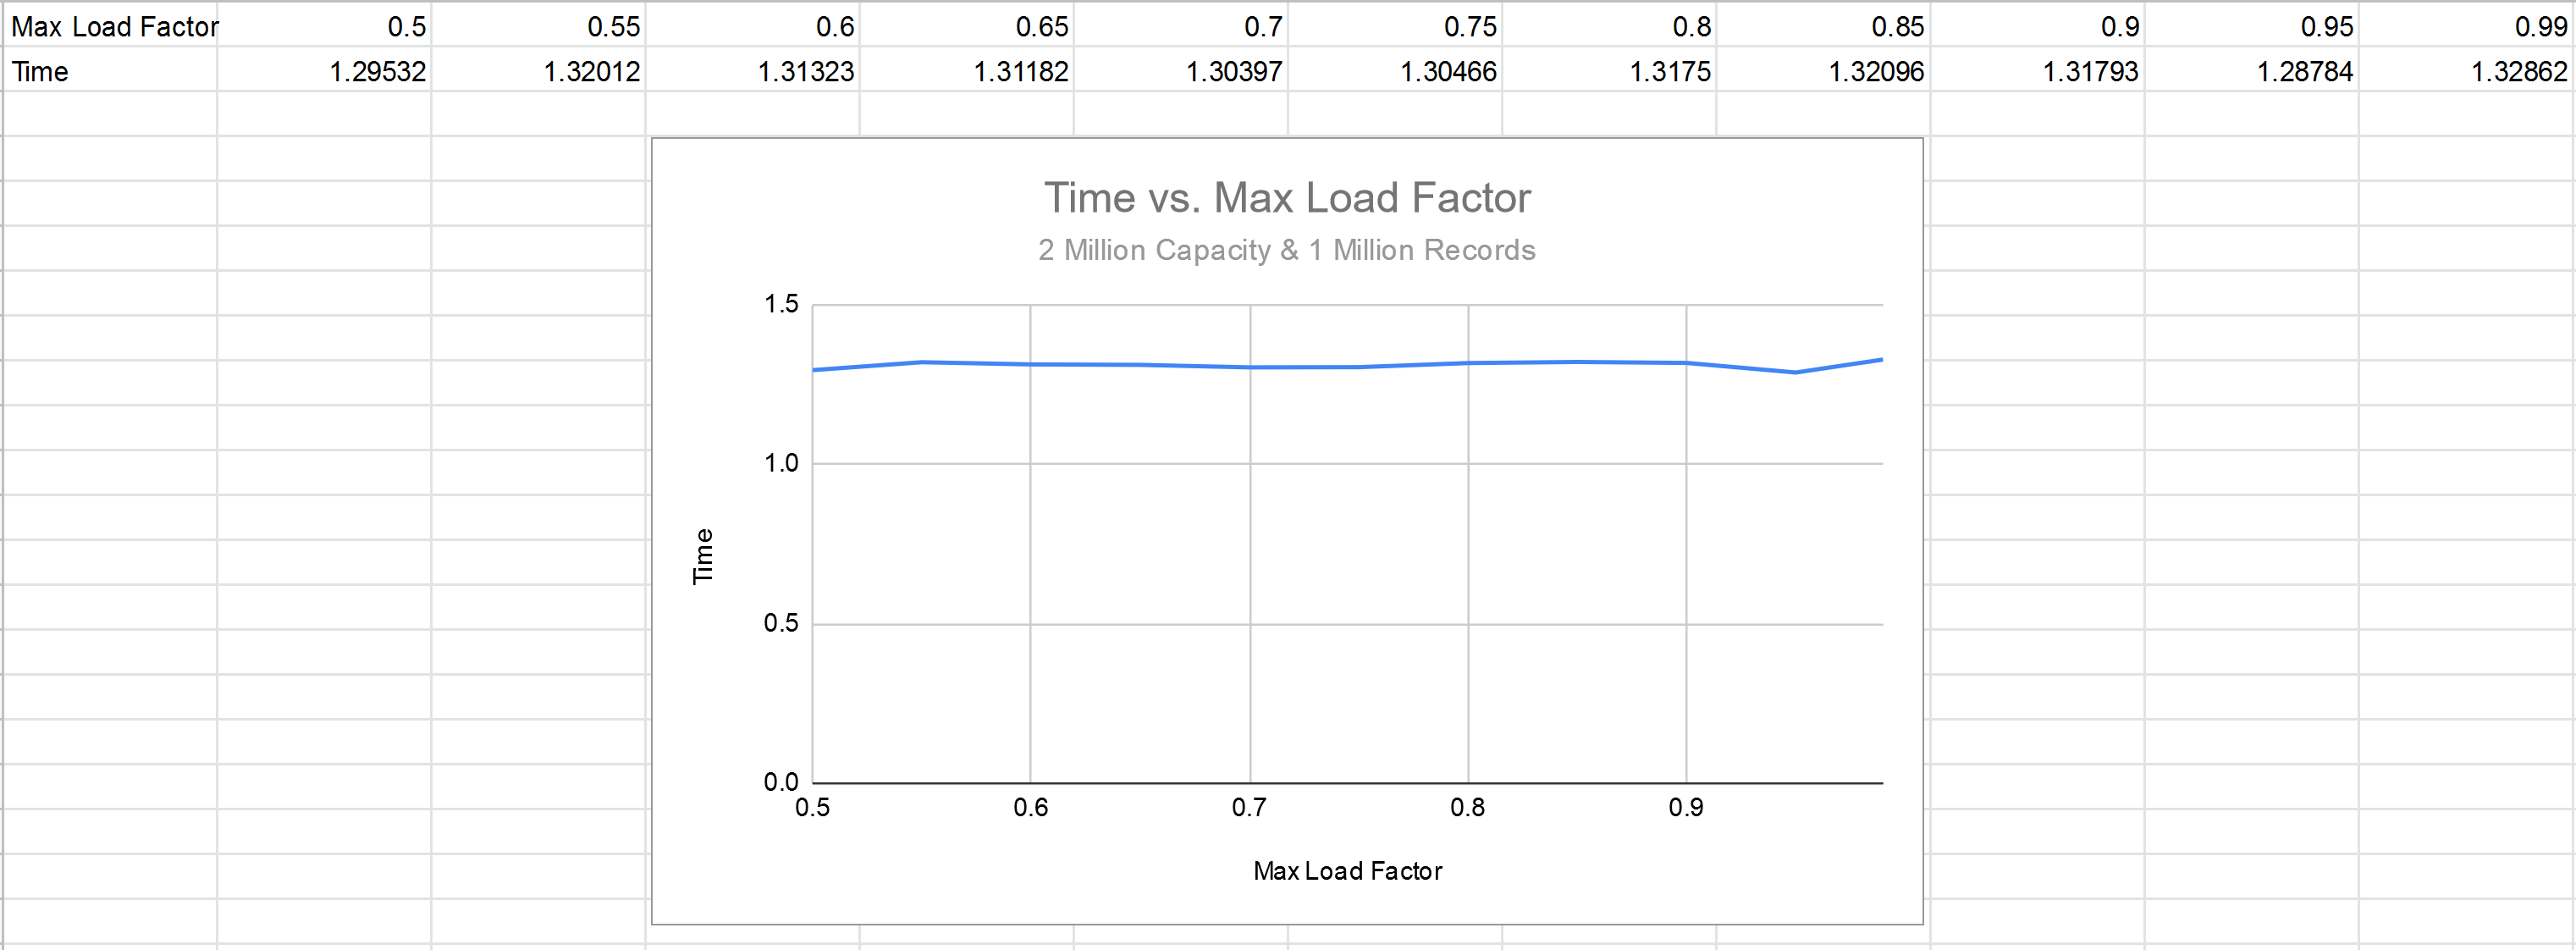 Max Load Factor 0.5 0.55 0.6 0.65 0.7 0.75 0.8 0.85 0.9 0.95 0.99
Time 1.29532 1.32012 1.31323 1.31182 1.30397 1.30466 1.3175 1.32096 1.31793 1.28784 1.32862
Time vs. Max Load Factor
2 Million Capacity & 1 Million Records
1.5
1.0
Time
0.5
0.0
0.5 0.6 0.7 0.8 0.9
Max Load Factor